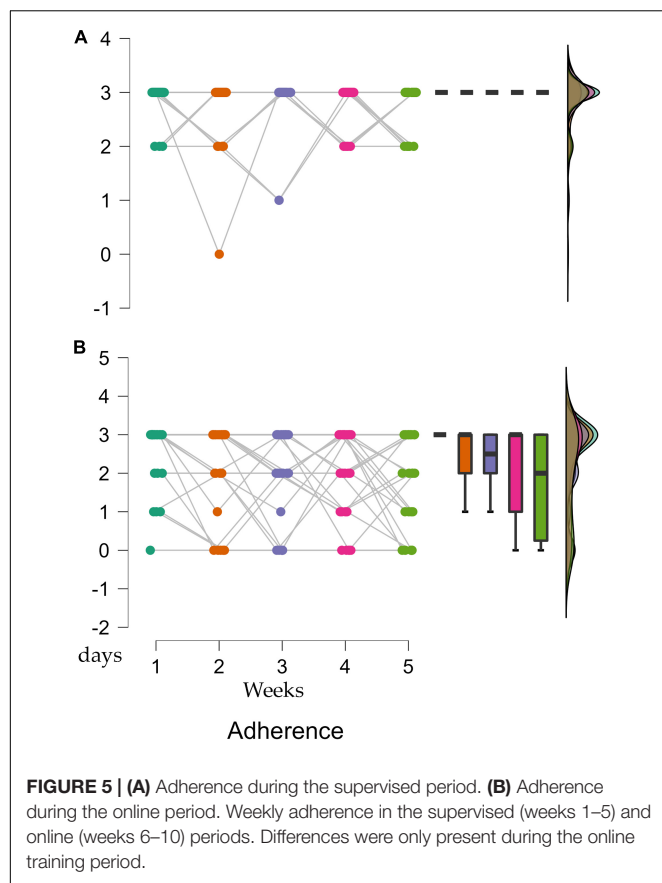 A
4
3
2
1
0
-1
B
5
4
3
2
1
0
-1
-2
days
1 2 3 4 5
Weeks
Adherence
FIGURE 5 | (A) Adherence during the supervised period. (B) Adherence
during the online period. Weekly adherence in the supervised (weeks 1–5) and
online (weeks 6–10) periods. Differences were only present during the online
training period.